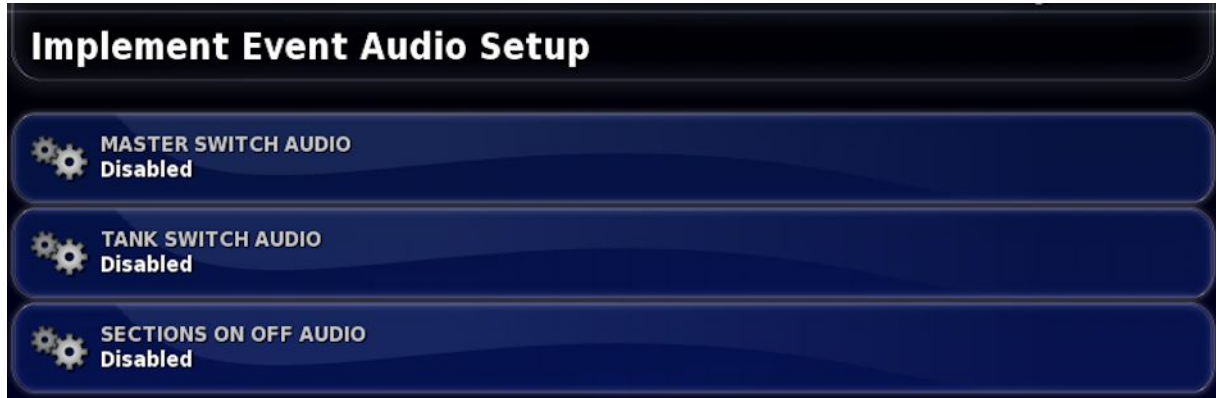 Implement Event Audio Setup
MASTER SWITCH AUDIO
Disabled
TANK SWITCH AUDIO
Disabled
SECTIONS ON OFF AUDIO
Disabled